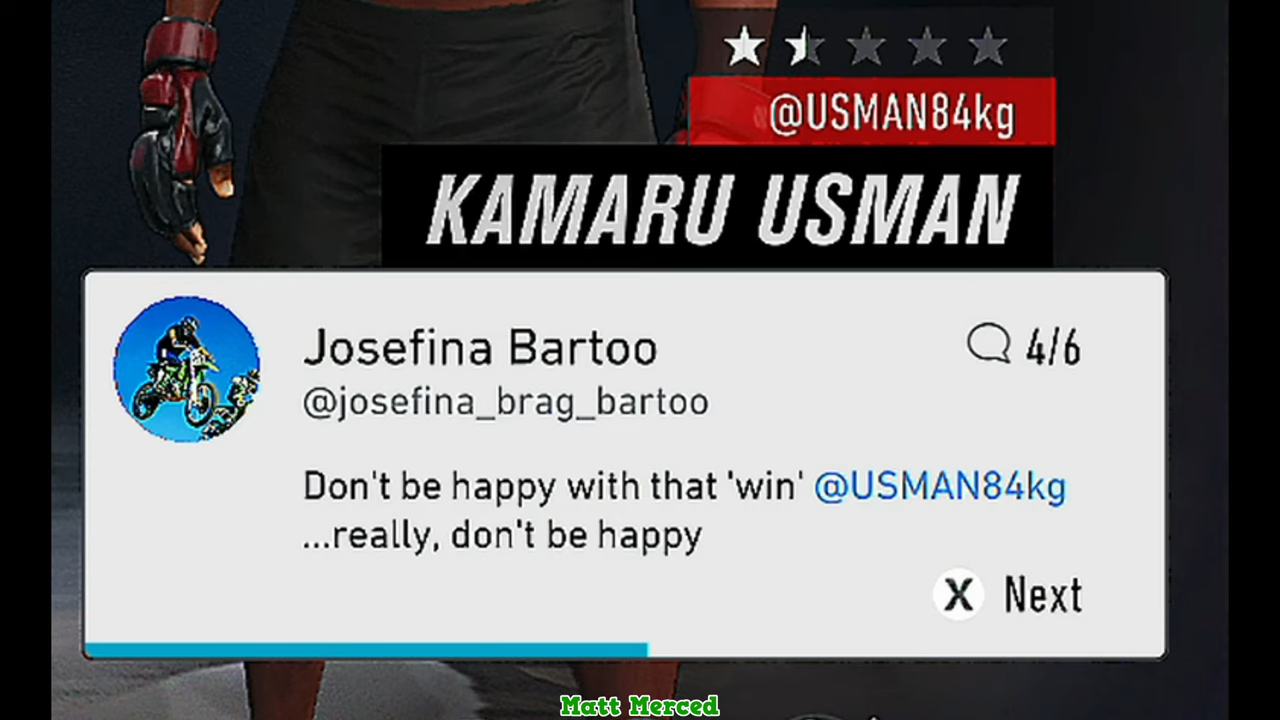 @USMAN84kg
KAMARU USMAN
Josefina Bartoo
4/6
@josefina_brag_bartoo
Don't be happy with that 'win' @USMAN84kg
...really, don't be happy
X Next
Matt Merced